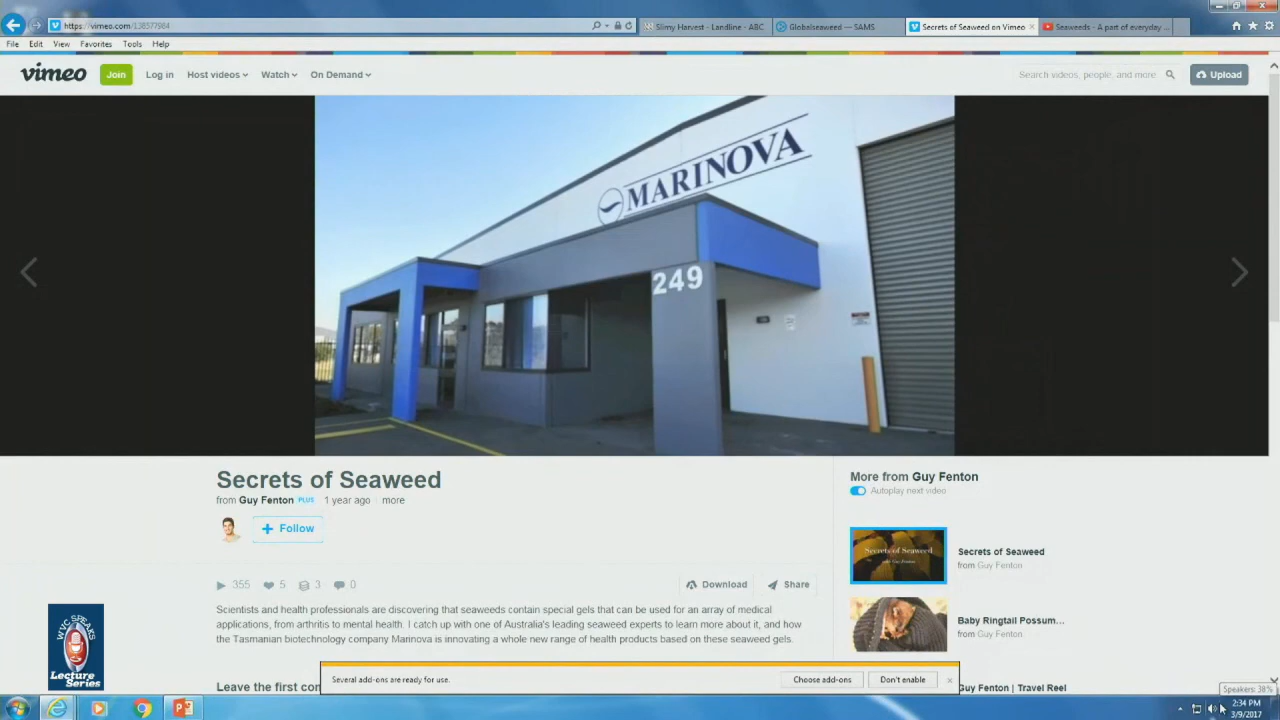 https://vimeo.com/138577984
Slimy Harvest - Landline - ABC
Globalseaweed — SAMS
Secrets of Seaweed on Vimeo
Seaweeds - A part of everyday ...
File Edit View Favorites Tools Help
vimeo
Join
Log in
Host videos
Watch
On Demand
Search videos, people, and more
Upload
MARINOVA
249
Secrets of Seaweed
from Guy Fenton PLUS 1 year ago more
+ Follow
355 5 3 0
Download
Share
Scientists and health professionals are discovering that seaweeds contain special gels that can be used for an array of medical
applications, from arthritis to mental health. I catch up with one of Australia's leading seaweed experts to learn more about it, and how
the Tasmanian biotechnology company Marinova is innovating a whole new range of health products based on these seaweed gels.
Leave the first con
More from Guy Fenton
Autoplay next video
Secrets of Seaweed
Secrets of Seaweed
from Guy Fenton
Baby Ringtail Possum...
from Guy Fenton
Guy Fenton | Travel Reel
WYC SPEAKS
Lecture
Series
Several add-ons are ready for use.
Choose add-ons
Don't enable
Speakers: 38%
2:34 PM
3/9/2017